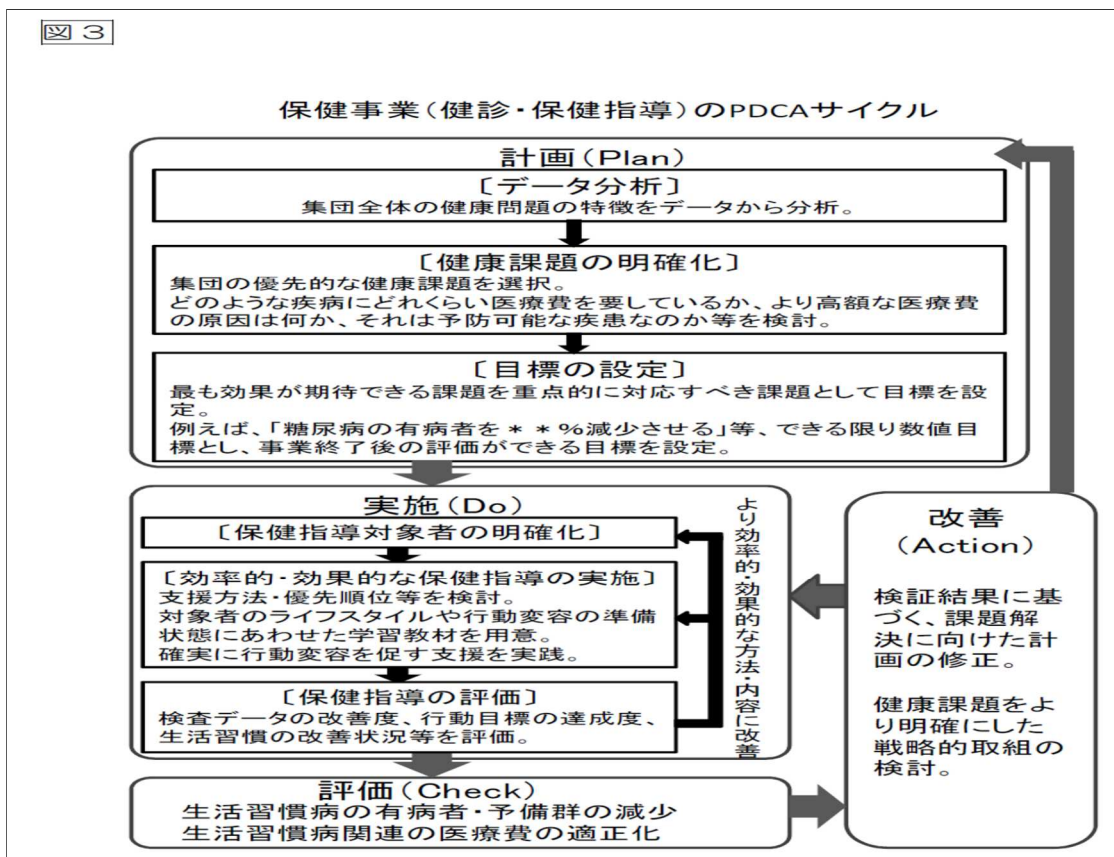 図３
保健事業（健診・保健指導）のPDCAサイクル
計画（Plan）
〔データ分析〕
集団全体の健康問題の特徴をデータから分析。
〔健康課題の明確化〕
集団の優先的な健康課題を選択。
どのような疾病にどれくらい医療費を要しているか、より高額な医療費
の原因は何か、それは予防可能な疾患なのか等を検討。
〔目標の設定〕
最も効果が期待できる課題を重点的に対応すべき課題として目標を設
定。
例えば、「糖尿病の有病者を＊＊％減少させる」等、できる限り数値目
標とし、事業終了後の評価ができる目標を設定。
実施（Do）
〔保健指導対象者の明確化〕
〔効率的・効果的な保健指導の実施〕
支援方法・優先順位等を検討。
対象者のライフスタイルや行動変容の準備
状態にあわせた学習教材を用意。
確実に行動変容を促す支援を実践。
〔保健指導の評価〕
検査データの改善度、行動目標の達成度、
生活習慣の改善状況等を評価。
より効率的・効果的な方法・内容に改善
評価（Check）
生活習慣病の有病者・予備群の減少
生活習慣病関連の医療費の適正化
改善
（Action）
検証結果に基
づく、課題解
決に向けた計
画の修正。
健康課題をよ
り明確にした
戦略的取組の
検討。